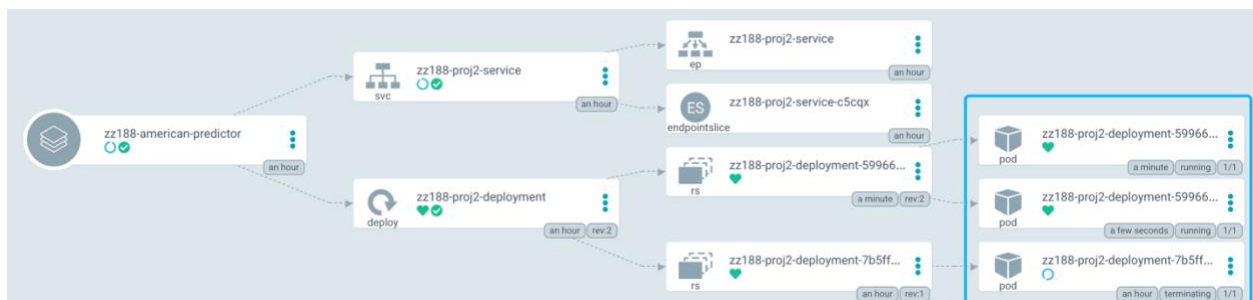 zz188-american-predictor
an hour
zz188-proj2-service
svc
an hour
zz188-proj2-deployment
deploy
an hour rev:2
zz188-proj2-service
ep
an hour
ES
zz188-proj2-service-c5cqx
endpointslice
an hour
zz188-proj2-deployment-59966...
rs
a minute rev:2
zz188-proj2-deployment-7b5ff...
rs
an hour rev:1
zz188-proj2-deployment-59966...
pod
a minute running 1/1
zz188-proj2-deployment-59966...
pod
a few seconds running 1/1
zz188-proj2-deployment-7b5ff...
pod
an hour terminating 1/1